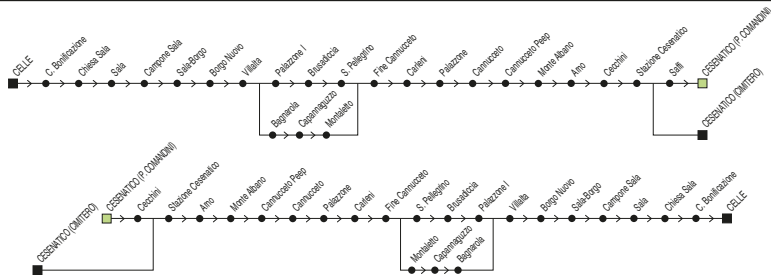 CELLE
C. Bonificazione
Chiesa Sala
Sala
Campone Sala
Sala-Borgo
Borgo Nuovo
Villalta
Palazzone I
Brusadiccia
S. Pellegrino
Fine Cannucceto
Carleni
Palazzone
Cannucceto
Cannucceto Peep
Monte Albano
Arno
Cecchini
Stazione Cesenatico
Saffi
CESENATICO (P. COMANDINI)
Bagnarola
Capannaguzzo
Montaletto
CESENATICO (CIMITERO)
CESENATICO (P. COMANDINI)
Cecchini
Stazione Cesenatico
Arno
Monte Albano
Cannucceto Peep
Cannucceto
Palazzone
Carleni
Fine Cannucceto
S. Pellegrino
Brusadiccia
Palazzone I
Villalta
Borgo Nuovo
Sala-Borgo
Campone Sala
Sala
Chiesa Sala
C. Bonificazione
CELLE
CESENATICO (CIMITERO)
Montaletto
Capannaguzzo
Bagnarola